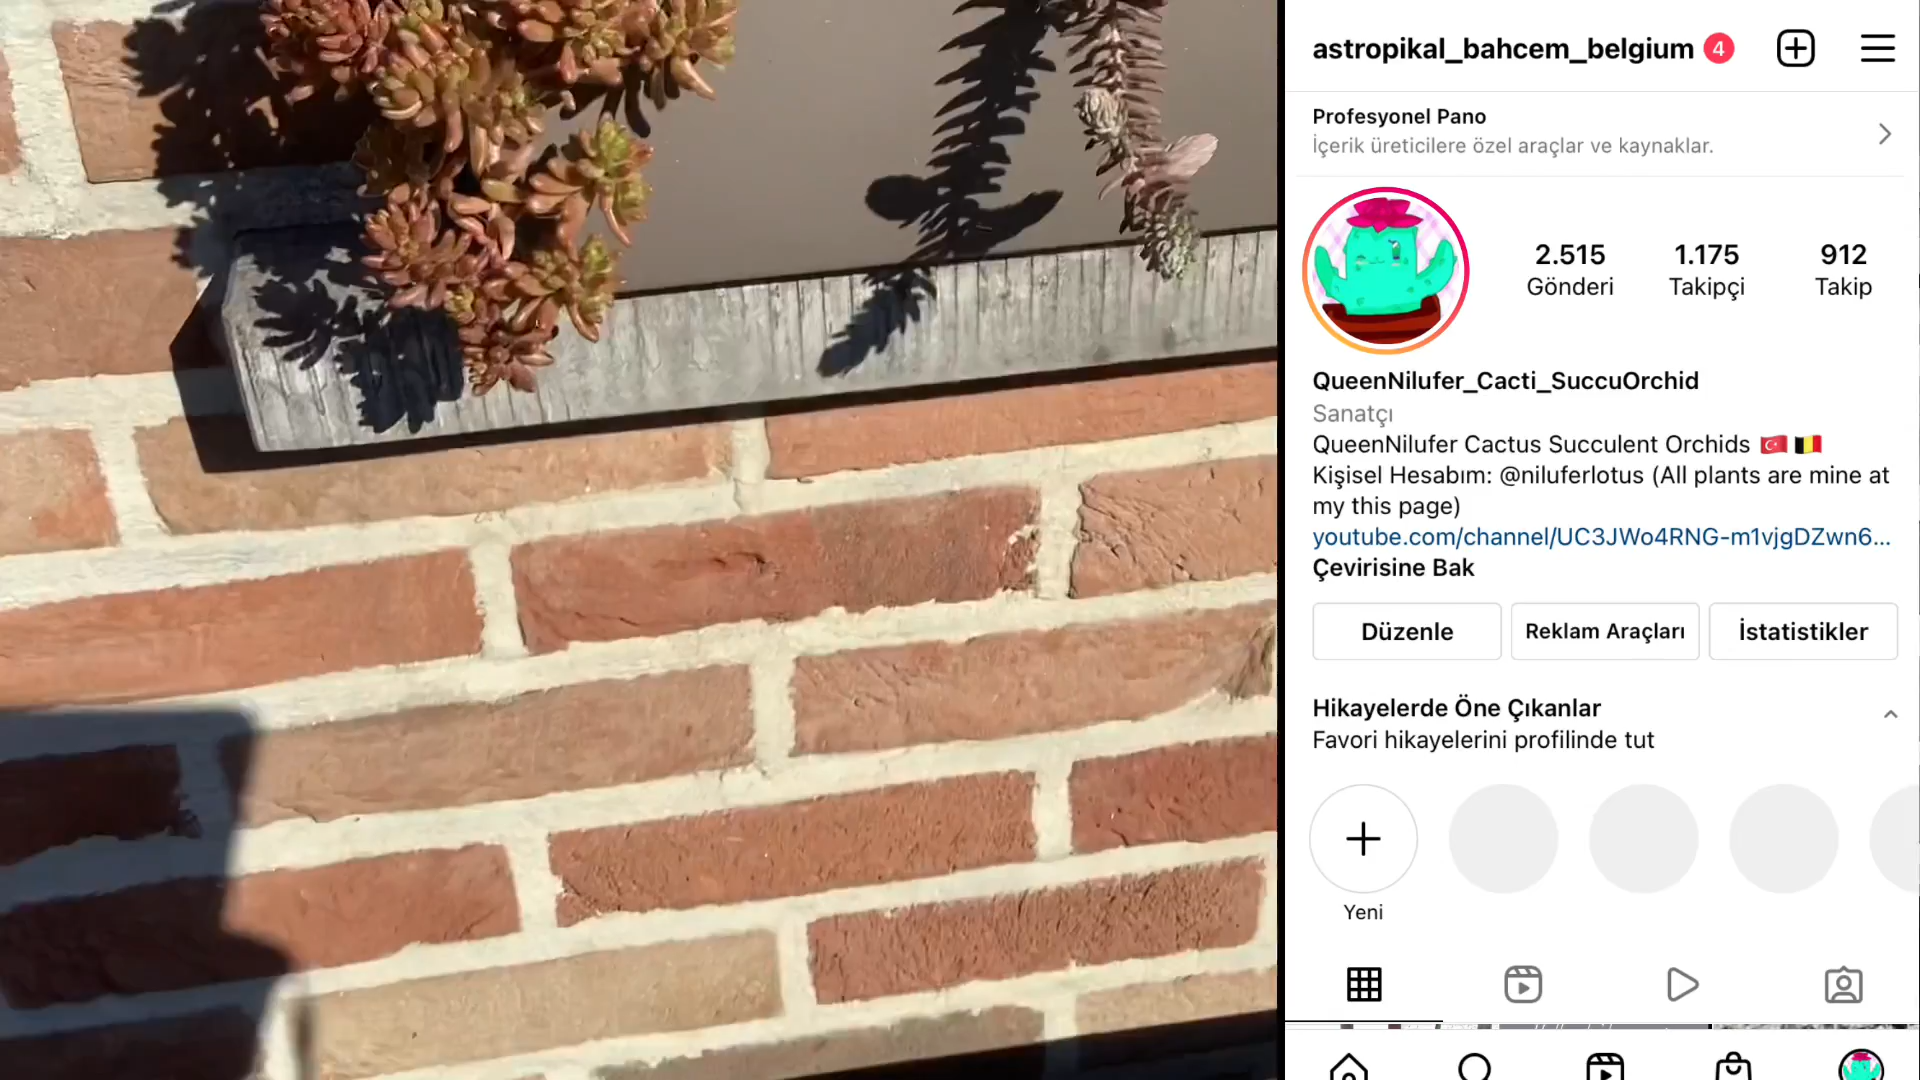 astropikal_bahcem_belgium 4
Profesyonel Pano
İçerik üreticilere özel araçlar ve kaynaklar.
2.515 1.175 912
Gönderi Takipçi Takip
QueenNilufer_Cacti_SuccuOrchid
Sanatçı
QueenNilufer Cactus Succulent Orchids 🇹🇷 🇧🇪
Kişisel Hesabım: @niluferlotus (All plants are mine at
my this page)
youtube.com/channel/UC3JWo4RNG-m1vjgDZwn6...
Çevirisine Bak
Düzenle Reklam Araçları İstatistikler
Hikayelerde Öne Çıkanlar
Favori hikayelerini profilinde tut
Yeni